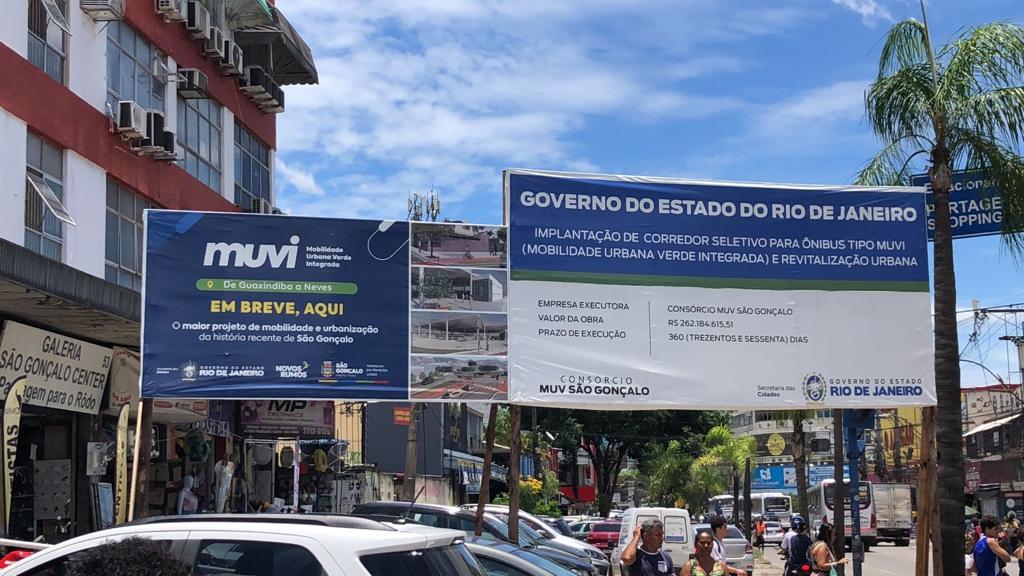 muvi
Mobilidade
Urbana Verde
Integrada
De Guaxindiba a Neves
EM BREVE, AQUI
O maior projeto de mobilidade e urbanização
da história recente de São Gonçalo
GOVERNO DO ESTADO
RIO DE JANEIRO
NOVOS
RUMOS
SÃO
GONÇALO
GOVERNO DO ESTADO DO RIO DE JANEIRO
IMPLANTAÇÃO DE CORREDOR SELETIVO PARA ÔNIBUS TIPO MUVI
(MOBILIDADE URBANA VERDE INTEGRADA) E REVITALIZAÇÃO URBANA
EMPRESA EXECUTORA
VALOR DA OBRA
PRAZO DE EXECUÇÃO
CONSÓRCIO MUV SÃO GONÇALO
R$ 262.184.615,51
360 (TREZENTOS E SESSENTA) DIAS
CONSÓRCIO
MUV SÃO GONÇALO
Secretaria das
Cidades
GOVERNO DO ESTADO
RIO DE JANEIRO
SHOPPING
GALERIA
SÃO GONÇALO CENTER
para o Rôdo
53
MP